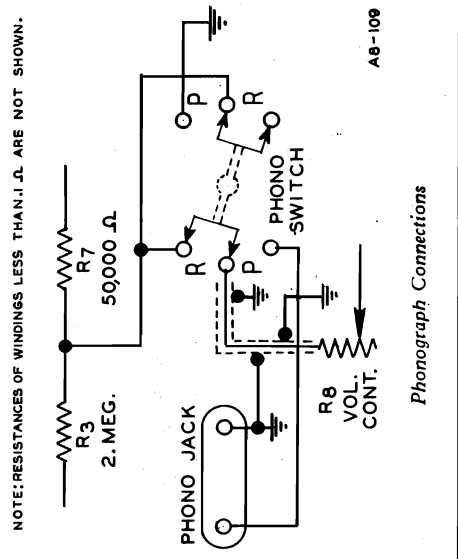 NOTE: RESISTANCES OF WINDINGS LESS THAN .1 Ω ARE NOT SHOWN.
R3
2. MEG.
R7
50,000 Ω
P
R
R
P
PHONO
SWITCH
PHONO JACK
R8
VOL.
CONT.
A8-109
Phonograph Connections